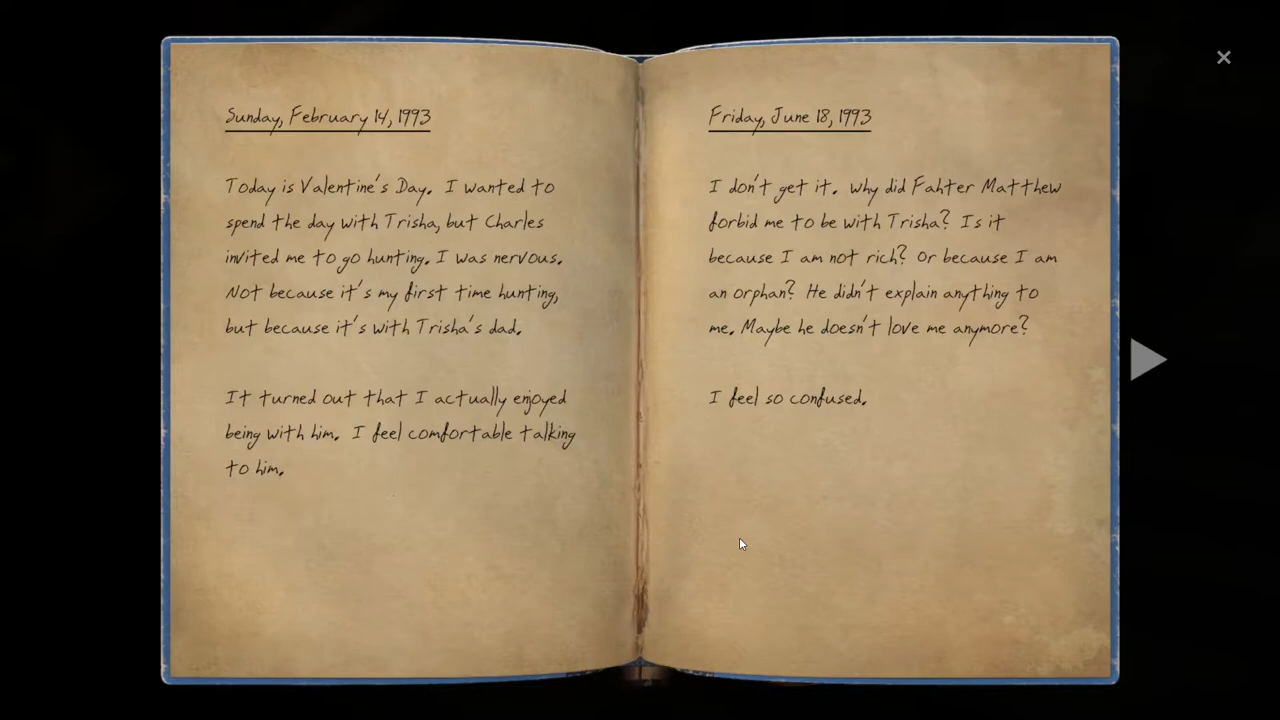 Sunday, February 14, 1993
Today is Valentine's Day. I wanted to
spend the day with Trisha, but Charles
invited me to go hunting. I was nervous.
Not because it's my first time hunting,
but because it's with Trisha's dad.
It turned out that I actually enjoyed
being with him. I feel comfortable talking
to him.
Friday, June 18, 1993
I don't get it. Why did Fahter Matthew
forbid me to be with Trisha? Is it
because I am not rich? Or because I am
an orphan? He didn't explain anything to
me. Maybe he doesn't love me anymore?
I feel so confused.